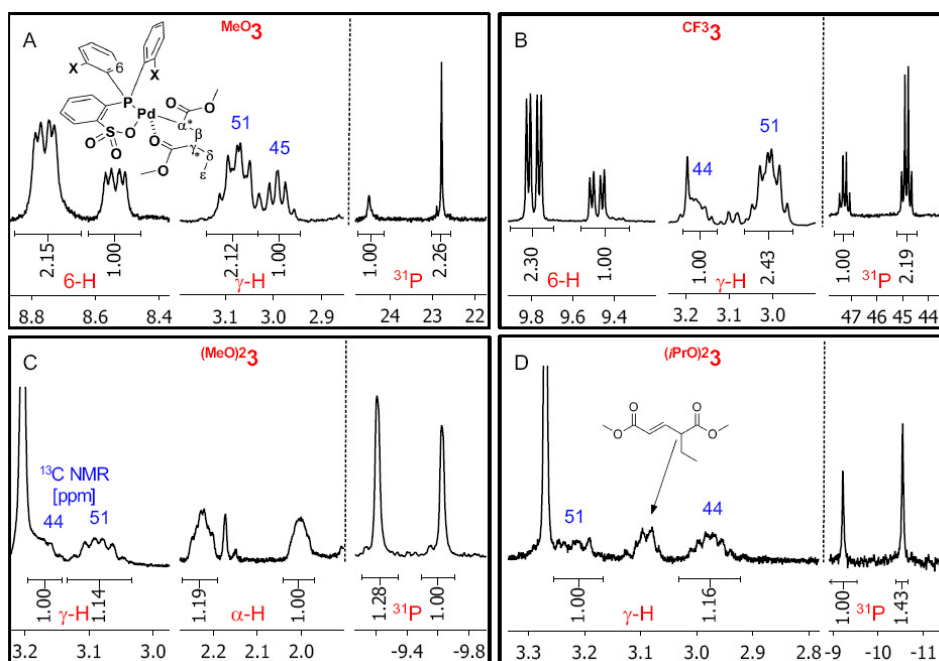 A
MeO3
X
6
X
P
Pd
O
O
S
O
O
O
α*
β
O
γ*
δ
O
ε
51
45
2.15
1.00
2.12
1.00
1.00
2.26
6-H
γ-H
31P
8.8 8.6 8.4
3.1 3.0 2.9
24 23 22
B
CF33
44
51
2.30
1.00
1.00
2.43
1.00
2.19
6-H
γ-H
31P
9.8 9.6 9.4
3.2 3.1 3.0
47 46 45 44
C
(MeO)23
13C NMR
[ppm]
44
51
1.00
1.14
1.19
1.00
1.28
1.00
γ-H
α-H
31P
3.2 3.1 3.0
2.2 2.1 2.0
-9.4 -9.8
D
(iPrO)23
O
O
O
O
51
44
1.00
1.16
1.00
1.43
γ-H
31P
3.3 3.2 3.1 3.0 2.9 2.8
-9 -10 -11